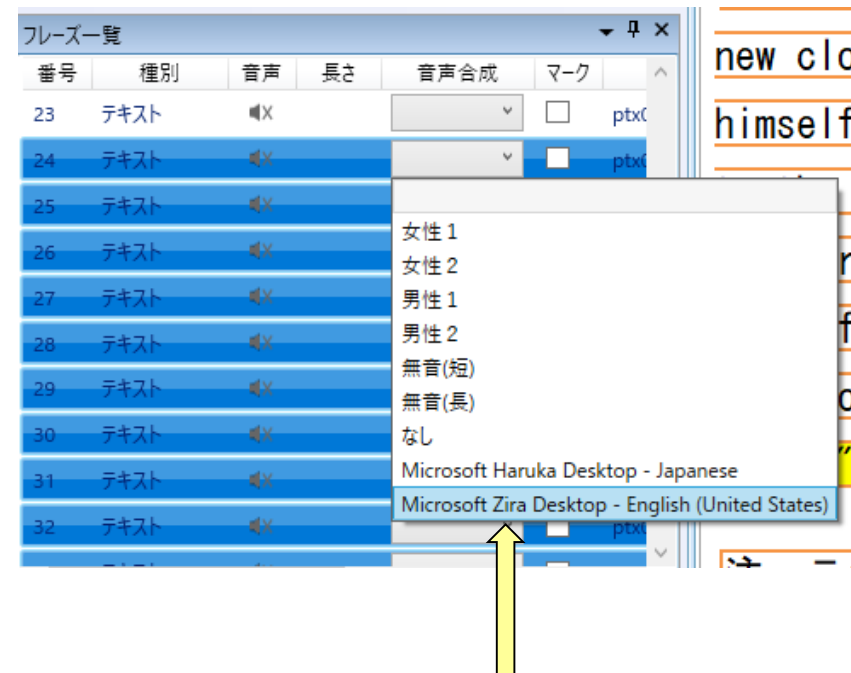 フレーズ一覧
番号 種別 音声 長さ 音声合成 マーク
23 テキスト ptx0
24 テキスト ptx0
25 テキスト
26 テキスト
27 テキスト
28 テキスト
29 テキスト
30 テキスト
31 テキスト
32 テキスト ptx0
女性1
女性2
男性1
男性2
無音(短)
無音(長)
なし
Microsoft Haruka Desktop - Japanese
Microsoft Zira Desktop - English (United States)
new clo
himself